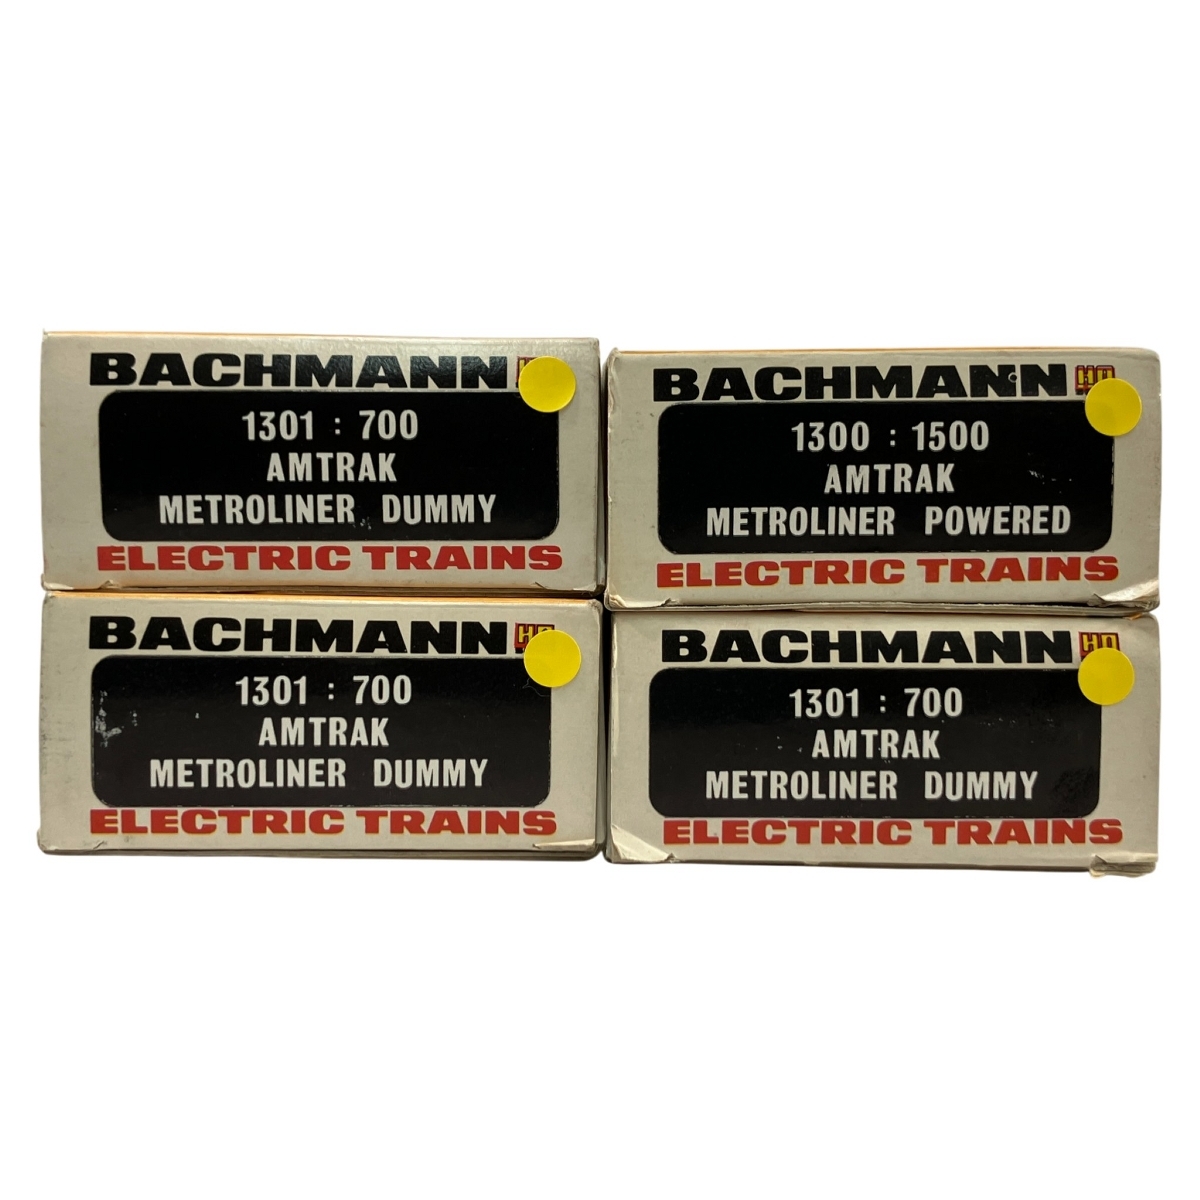 BACHMANN
1301 : 700
AMTRAK
METROLINER DUMMY
ELECTRIC TRAINS
BACHMANN HO
1300 : 1500
AMTRAK
METROLINER POWERED
ELECTRIC TRAINS
BACHMANN HO
1301 : 700
AMTRAK
METROLINER DUMMY
ELECTRIC TRAINS
BACHMANN HO
1301 : 700
AMTRAK
METROLINER DUMMY
ELECTRIC TRAINS